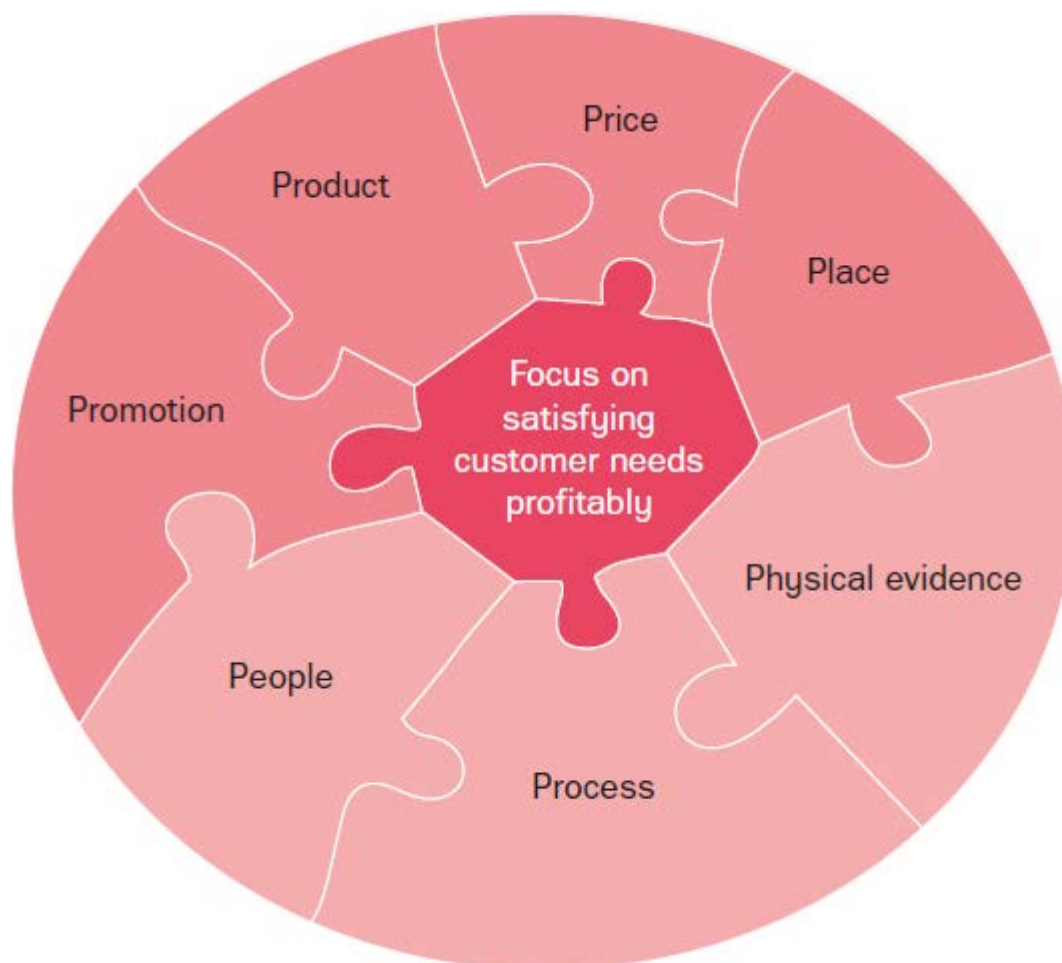 Price
Product
Place
Focus on
satisfying
customer needs
profitably
Promotion
Physical evidence
People
Process